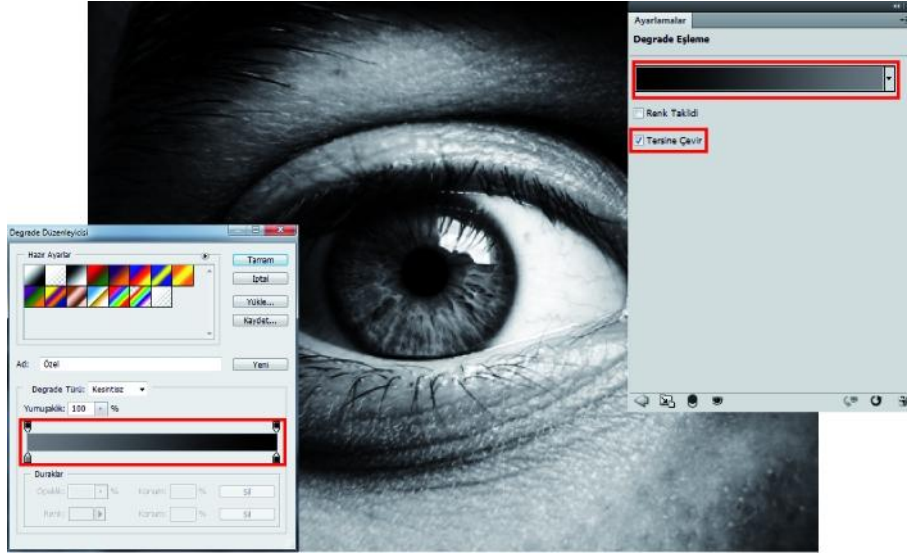 Ayarlamalar
Degrade Eşleme
Renk Taklidi
Tersine Çevir
Degrade Düzenleyicisi
Hazır Ayarlar
Tamam
İptal
Yükle...
Kaydet...
Ad: Özel
Yeni
Degrade Türü: Kesintisiz
Yumuşaklık: 100 %
Duraklar
Opaklık: % Konum: % Sil
Renk: Konum: % Sil